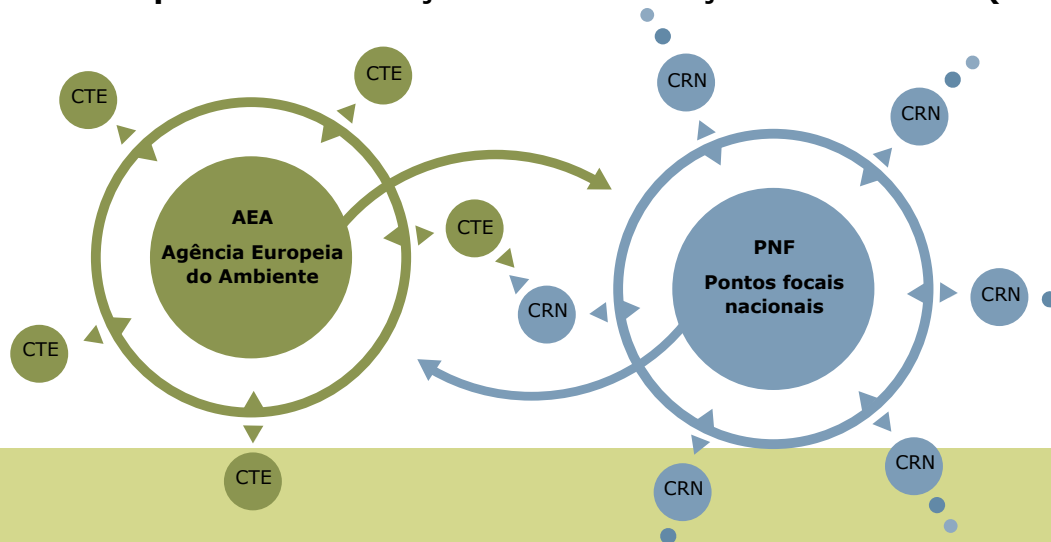 CTE
CTE
CRN
CRN
AEA
Agência Europeia
do Ambiente
CTE
PNF
Pontos focais
nacionais
CRN
CRN
CTE
CTE
CRN
CRN